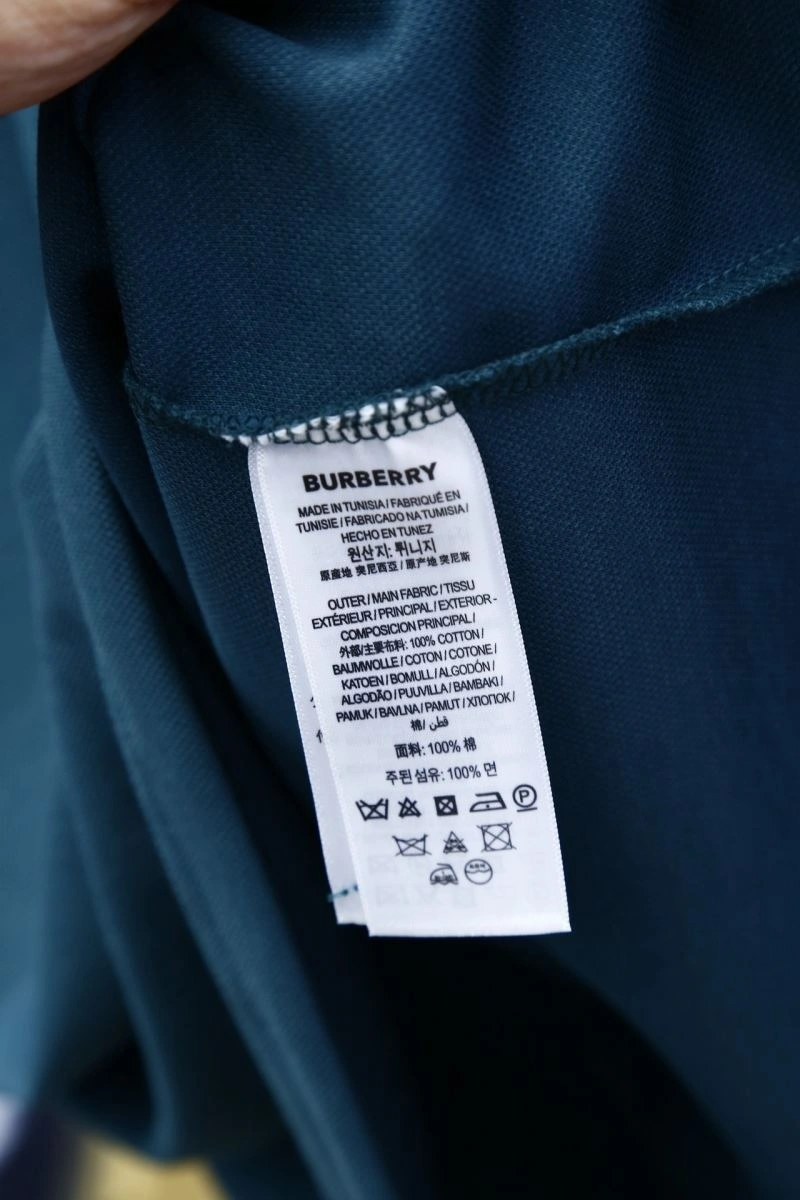 BURBERRY
MADE IN TUNISIA / FABRIQUÉ EN
TUNISIE / FABRICADO NA TUMISIA /
HECHO EN TUNEZ
원산지: 튀니지
原產地 突尼西亞 / 原产地 突尼斯
OUTER / MAIN FABRIC / TISSU
EXTÉRIEUR / PRINCIPAL / EXTERIOR -
COMPOSICION PRINCIPAL /
外部/主要布料: 100% COTTON /
BAUMWOLLE / COTON / COTONE /
KATOEN / BOMULL / ALGODÓN /
ALGODÃO / PUUVILLA / BAMBAKI /
PAMUK / BAVLNA / PAMUT / ХЛОПОК /
棉/ قطن
面料: 100% 棉
주된 섬유: 100% 면
P